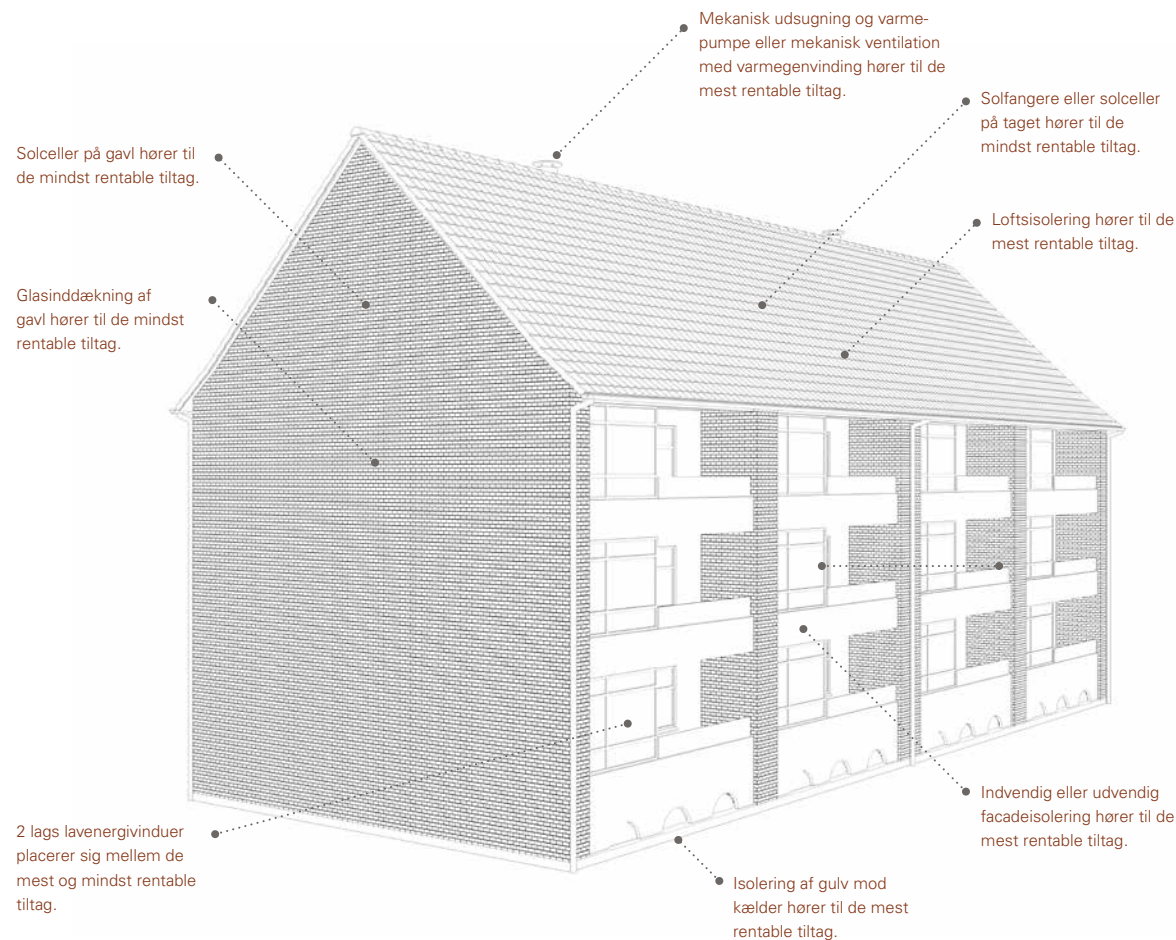 Mekanisk udsugning og varme-
pumpe eller mekanisk ventilation
med varmegenvinding hører til de
mest rentable tiltag.
Solfangere eller solceller
på taget hører til de
mindst rentable tiltag.
Solceller på gavl hører til
de mindst rentable tiltag.
Loftsisolering hører til de
mest rentable tiltag.
Glasinddækning af
gavl hører til de mindst
rentable tiltag.
2 lags lavenergivinduer
placerer sig mellem de
mest og mindst rentable
tiltag.
Indvendig eller udvendig
facadeisolering hører til de
mest rentable tiltag.
Isolering af gulv mod
kælder hører til de mest
rentable tiltag.